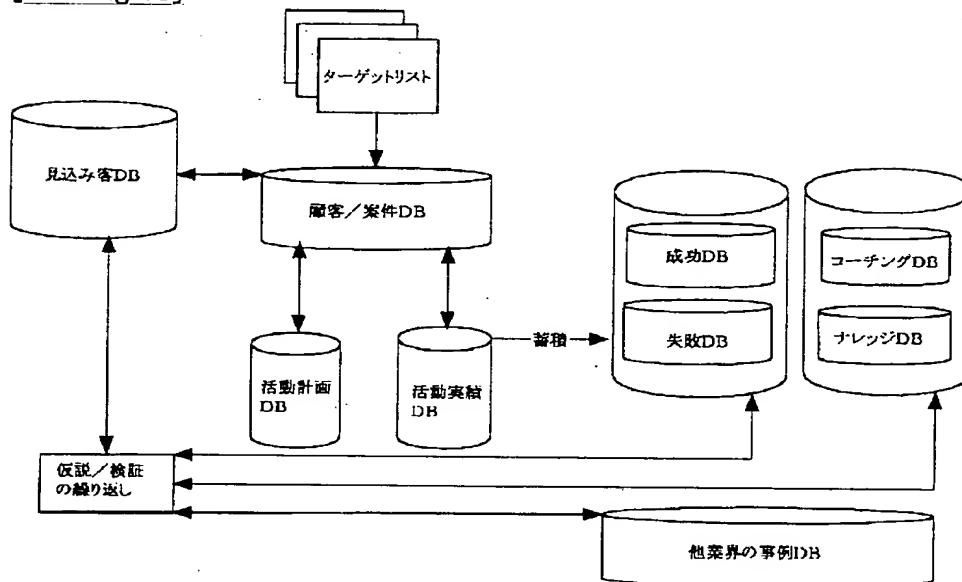 ターゲットリスト
見込み客DB
顧客／案件DB
成功DB
コーチングDB
失敗DB
ナレッジDB
蓄積
活動計画
DB
活動実績
DB
仮説／検証
の繰り返し
他業界の事例DB